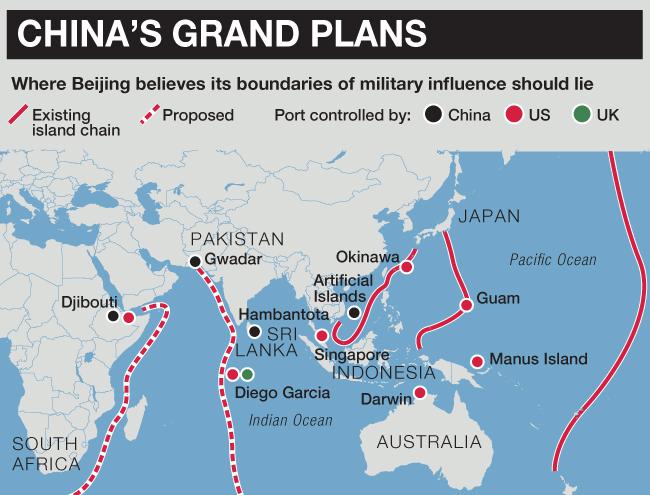 CHINA'S GRAND PLANS
Where Beijing believes its boundaries of military influence should lie
Existing
island chain
Proposed
Port controlled by:
China
US
UK
JAPAN
PAKISTAN
Gwadar
Okinawa
Pacific Ocean
Artificial
Islands
Djibouti
Guam
Hambantota
SRI
LANKA
Singapore
INDONESIA
Manus Island
Diego Garcia
Darwin
Indian Ocean
SOUTH
AFRICA
AUSTRALIA